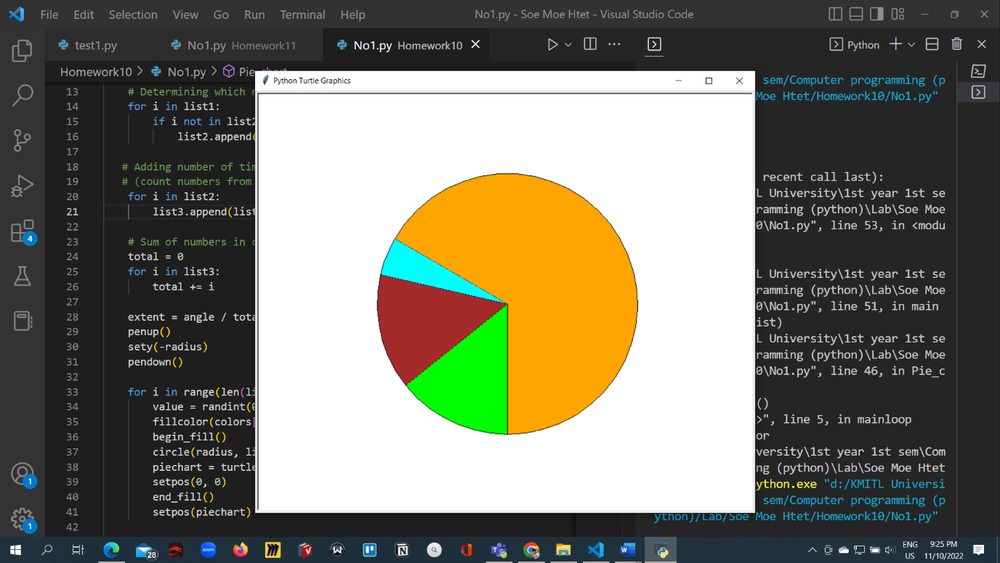 File Edit Selection View Go Run Terminal Help
No1.py - Soe Moe Htet - Visual Studio Code
test1.py
No1.py Homework11
No1.py Homework10
Python
Homework10 > No1.py > Pie_chart
Python Turtle Graphics
13 # Determining which n
14 for i in list1:
15 if i not in list2
16 list2.append(
17
18 # Adding number of tim
19 # (count numbers from
20 for i in list2:
21 list3.append(list
22
23 # Sum of numbers in c
24 total = 0
25 for i in list3:
26 total += i
27
28 extent = angle / tota
29 penup()
30 sety(-radius)
31 pendown()
32
33 for i in range(len(li
34 value = randint(0
35 fillcolor(colors[
36 begin_fill()
37 circle(radius, li
38 piechart = turtle
39 setpos(0, 0)
40 end_fill()
41 setpos(piechart)
42
sem/Computer programming (p
Moe Htet/Homework10/No1.py"
recent call last):
L University\1st year 1st se
ramming (python)\Lab\Soe Moe
0\No1.py", line 53, in <modu
L University\1st year 1st se
ramming (python)\Lab\Soe Moe
0\No1.py", line 51, in main
ist)
L University\1st year 1st se
ramming (python)\Lab\Soe Moe
0\No1.py", line 46, in Pie_c
()
>", line 5, in mainloop
or
versity\1st year 1st sem\Com
ng (python)\Lab\Soe Moe Htet
ython.exe "d:/KMITL Universi
sem/Computer programming (p
ython)/Lab/Soe Moe Htet/Homework10/No1.py"
4
1
1
28
zoom
ENG
US
9:25 PM
11/10/2022